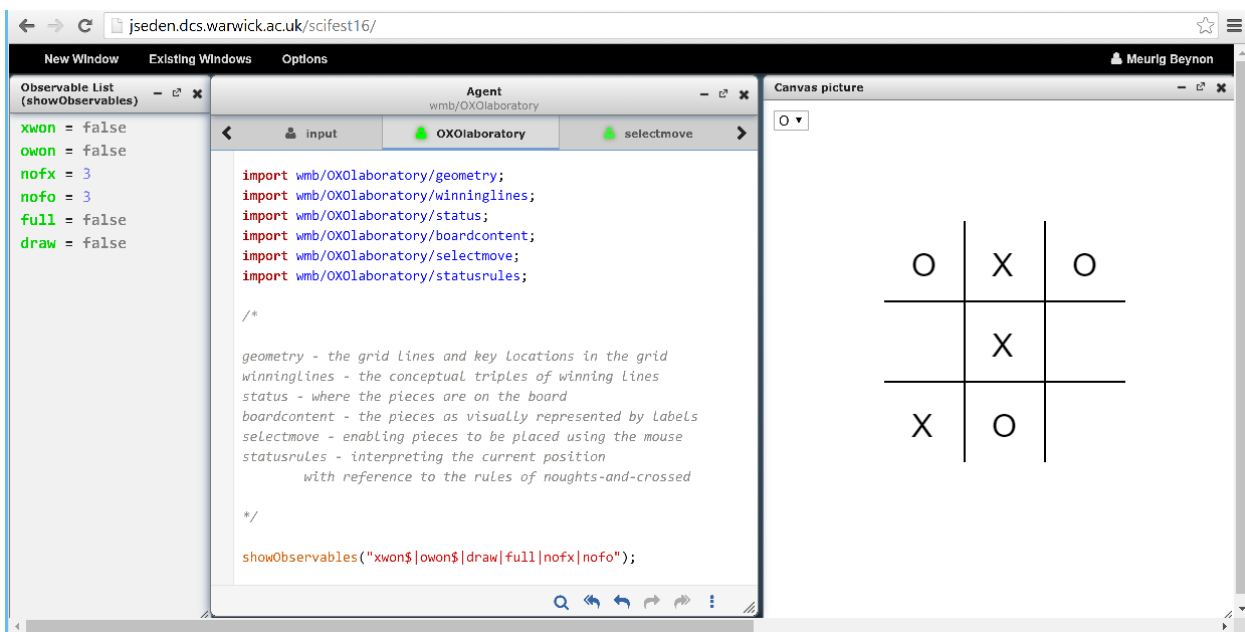 jseden.dcs.warwick.ac.uk/scifest16/
New Window Existing Windows Options Meurig Beynon
Observable List
(showObservables)
xwon = false
owon = false
nofx = 3
nofo = 3
full = false
draw = false
Agent
wmb/OXOlaboratory
input OXOlaboratory selectmove
import wmb/OXOlaboratory/geometry;
import wmb/OXOlaboratory/winninglines;
import wmb/OXOlaboratory/status;
import wmb/OXOlaboratory/boardcontent;
import wmb/OXOlaboratory/selectmove;
import wmb/OXOlaboratory/statusrules;
/*
geometry - the grid lines and key locations in the grid
winninglines - the conceptual triples of winning lines
status - where the pieces are on the board
boardcontent - the pieces as visually represented by labels
selectmove - enabling pieces to be placed using the mouse
statusrules - interpreting the current position
with reference to the rules of noughts-and-crossed
*/
showObservables("xwon$|owon$|draw|full|nofx|nofo");
Canvas picture
O
O X O
X
X O